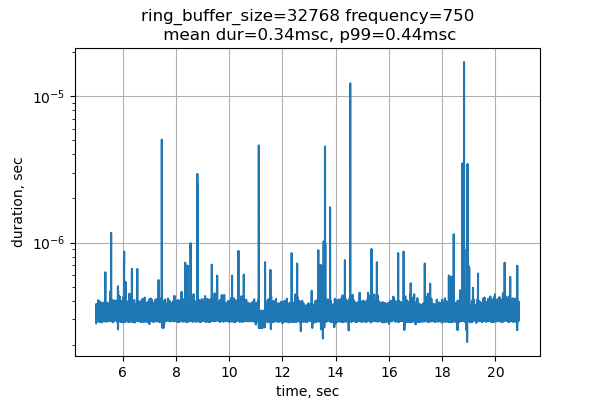 ring_buffer_size=32768 frequency=750
mean dur=0.34msc, p99=0.44msc
10⁻⁵
10⁻⁶
duration, sec
6 8 10 12 14 16 18 20
time, sec